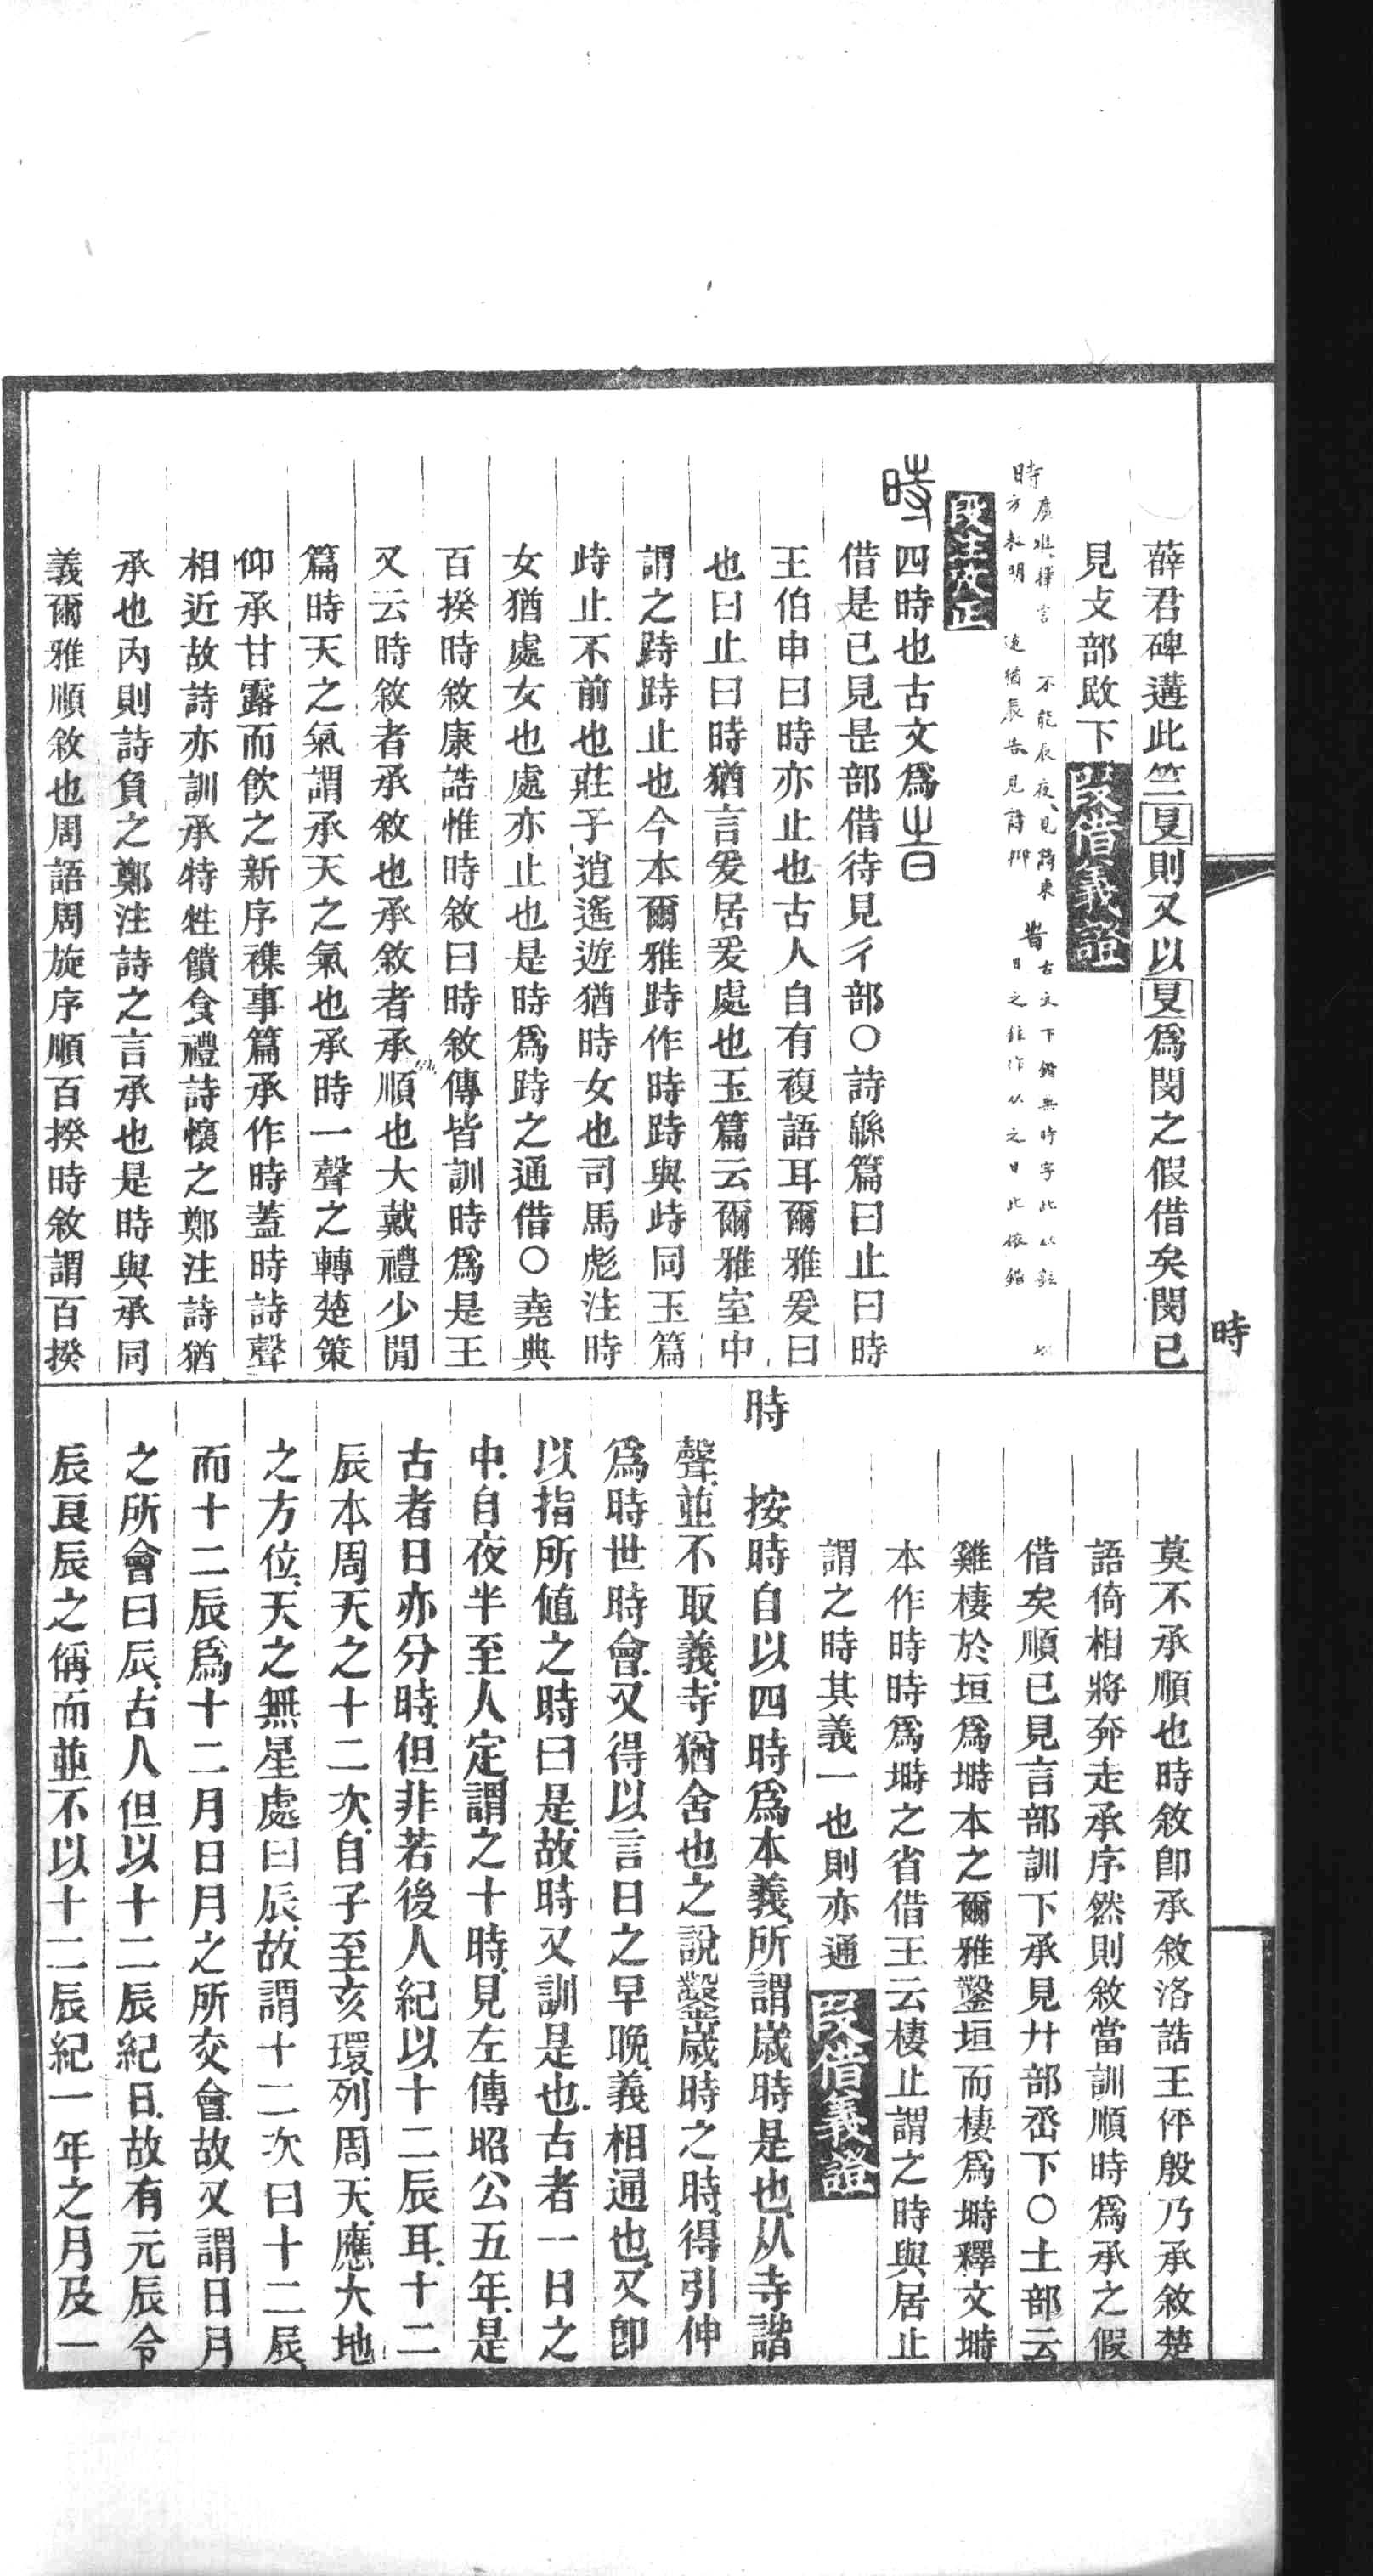 薛君碑遘此竺旻則又以旻爲閔之假借矣閔已
見攴部敃下 叚借義證
時
時方未明 辰告見詩抑 旹日之
不能辰夜見詩東 古文下鍇無時字此
段注攷正
時 四時也古文爲㫖
借是已見是部借待見彳部○詩緜篇曰止曰時
王伯申曰時亦止也古人自有複語耳爾雅爰曰
也曰止曰時猶言爰居爰處也玉篇云爾雅室中
謂之跱跱止也今本爾雅跱作時跱與峙同玉篇
峙止不前也莊子逍遙遊猶時女也司馬彪注時
女猶處女也處亦止也是時爲跱之通借○堯典
百揆時敘康誥惟時敘曰時敘傳皆訓時爲是王
又云時敘者承敘也承敘者承順也大戴禮少閒
篇時天之氣謂承天之氣也承時一聲之轉楚策
仰承甘露而飮之新序襍事篇承作時蓋時詩聲
相近故詩亦訓承特牲饋食禮詩懷之鄭注詩猶
承也內則詩負之鄭注詩之言承也是時與承同
義爾雅順敘也周語周旋序順百揆時敘謂百揆
莫不承順也時敘卽承敘洛誥王伻殷乃承敘楚
語倚相將奔走承序然則敘當訓順時爲承之假
借矣順已見言部訓下承見廾部丞下○土部云
雞棲於垣爲塒本之爾雅鑿垣而棲爲塒釋文塒
本作時時爲塒之省借王云棲止謂之時與居止
謂之時其義一也則亦通 叚借義證
時 按時自以四時爲本義所謂歲時是也从寺諧
聲並不取義寺猶舍也之說鑿歲時之時得引伸
爲時世時會又得以言日之早晚義相通也又卽
以指所値之時曰是故時又訓是也古者一日之
中自夜半至人定謂之十時見左傳昭公五年是
古者日亦分時但非若後人紀以十二辰耳十二
辰本周天之十二次自子至亥環列周天應大地
之方位天之無星處曰辰故謂十二次曰十二辰
而十二辰爲十二月日月之所交會故又謂日月
之所會曰辰古人但以十二辰紀日故有元辰令
辰良辰之稱而並不以十二辰紀一年之月及一